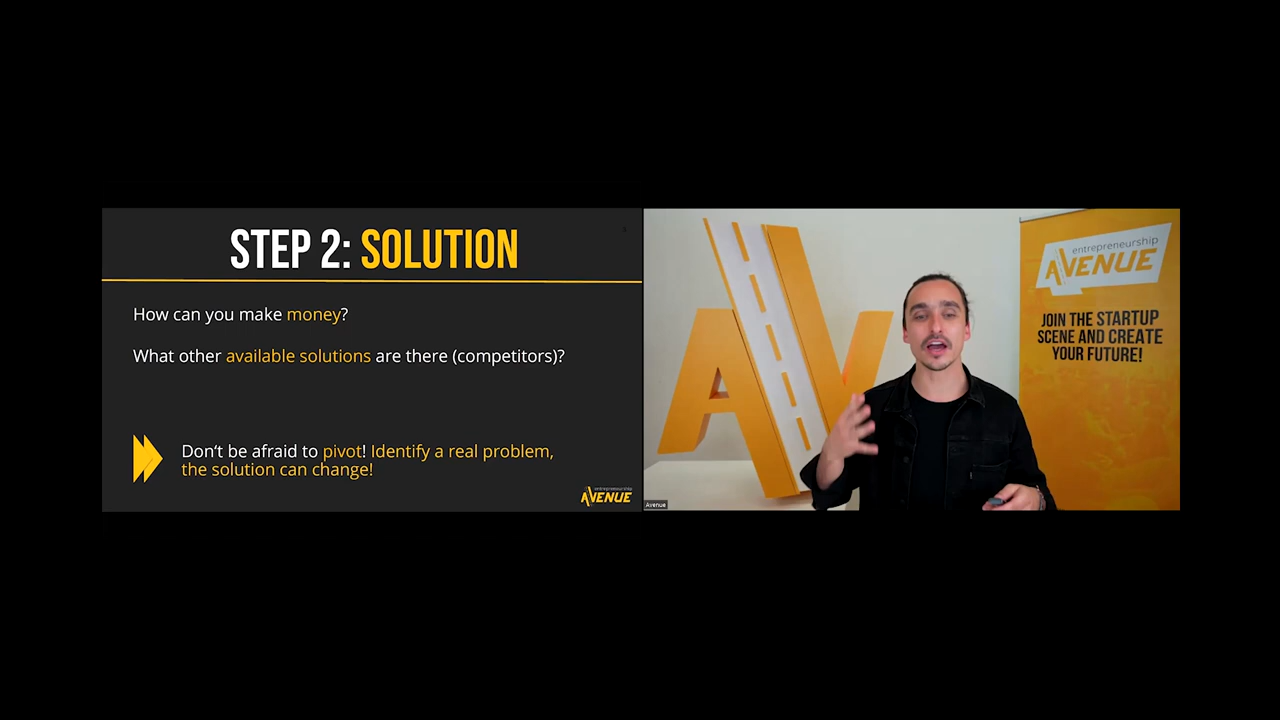 STEP 2: SOLUTION
How can you make money?
What other available solutions are there (competitors)?
Don‘t be afraid to pivot! Identify a real problem,
the solution can change!
entrepreneurship
AVENUE
AV
entrepreneurship
AVENUE
JOIN THE STARTUP
SCENE AND CREATE
YOUR FUTURE!
Avenue